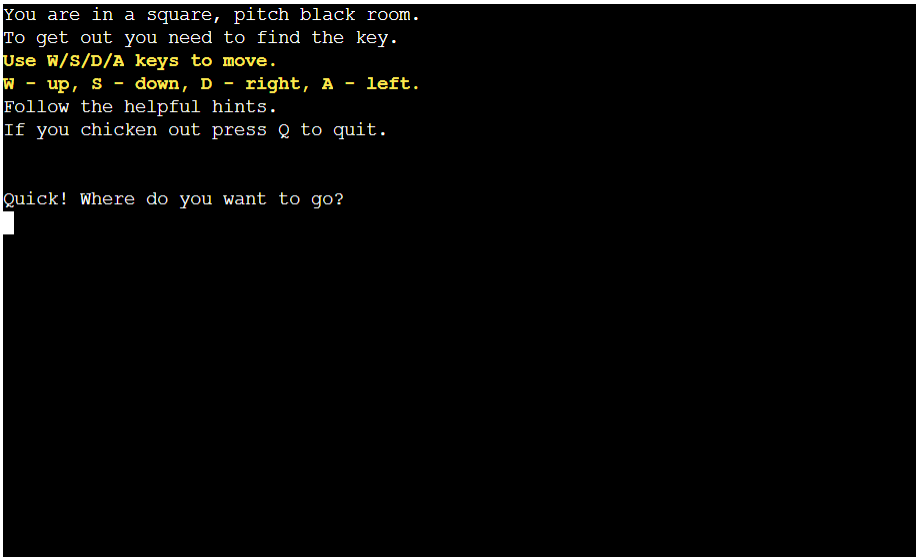 You are in a square, pitch black room.
To get out you need to find the key.
Use W/S/D/A keys to move.
W - up, S - down, D - right, A - left.
Follow the helpful hints.
If you chicken out press Q to quit.
Quick! Where do you want to go?